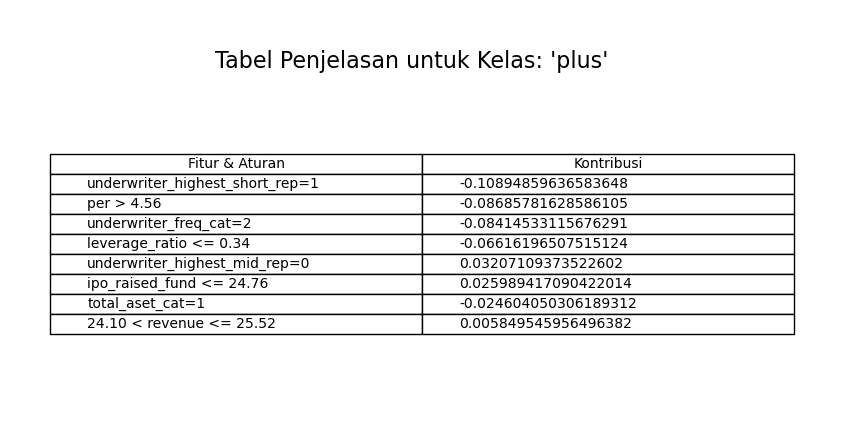 Tabel Penjelasan untuk Kelas: 'plus'
Fitur & Aturan Kontribusi
underwriter_highest_short_rep=1 -0.10894859636583648
per > 4.56 -0.08685781628586105
underwriter_freq_cat=2 -0.08414533115676291
leverage_ratio <= 0.34 -0.06616196507515124
underwriter_highest_mid_rep=0 0.03207109373522602
ipo_raised_fund <= 24.76 0.025989417090422014
total_aset_cat=1 -0.024604050306189312
24.10 < revenue <= 25.52 0.005849545956496382